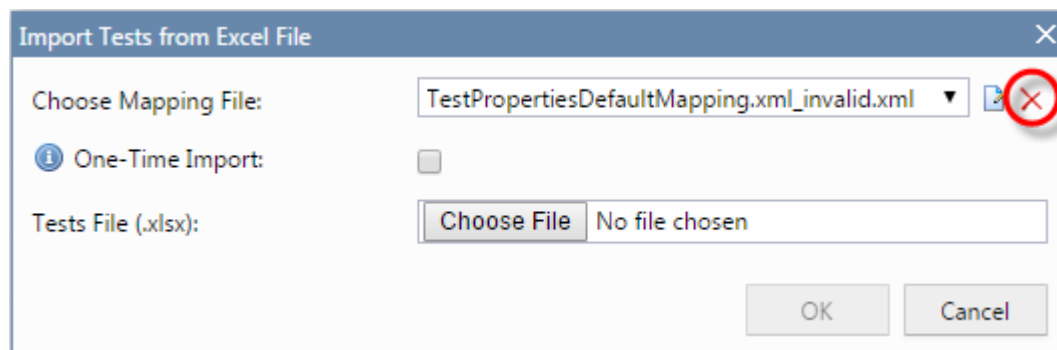 Import Tests from Excel File
Choose Mapping File: TestPropertiesDefaultMapping.xml_invalid.xml
One-Time Import:
Tests File (.xlsx): Choose File No file chosen
OK Cancel